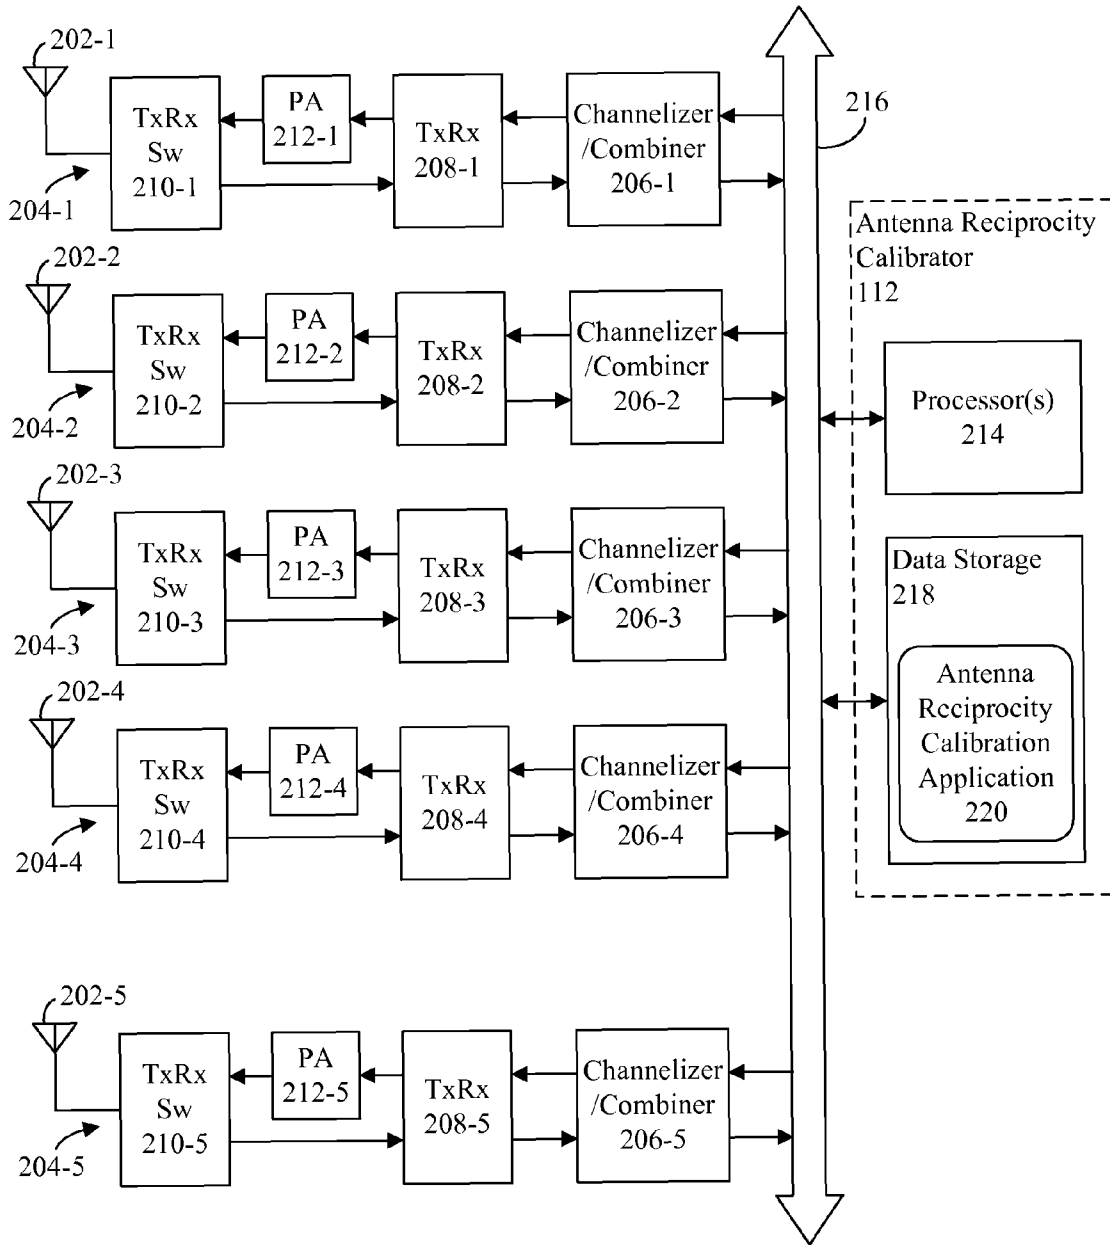 202-1
TxRx
Sw
210-1
PA
212-1
TxRx
208-1
Channelizer
/Combiner
206-1
204-1
216
202-2
TxRx
Sw
210-2
PA
212-2
TxRx
208-2
Channelizer
/Combiner
206-2
204-2
Antenna Reciprocity
Calibrator
112
Processor(s)
214
202-3
TxRx
Sw
210-3
PA
212-3
TxRx
208-3
Channelizer
/Combiner
206-3
204-3
Data Storage
218
Antenna
Reciprocity
Calibration
Application
220
202-4
TxRx
Sw
210-4
PA
212-4
TxRx
208-4
Channelizer
/Combiner
206-4
204-4
202-5
TxRx
Sw
210-5
PA
212-5
TxRx
208-5
Channelizer
/Combiner
206-5
204-5